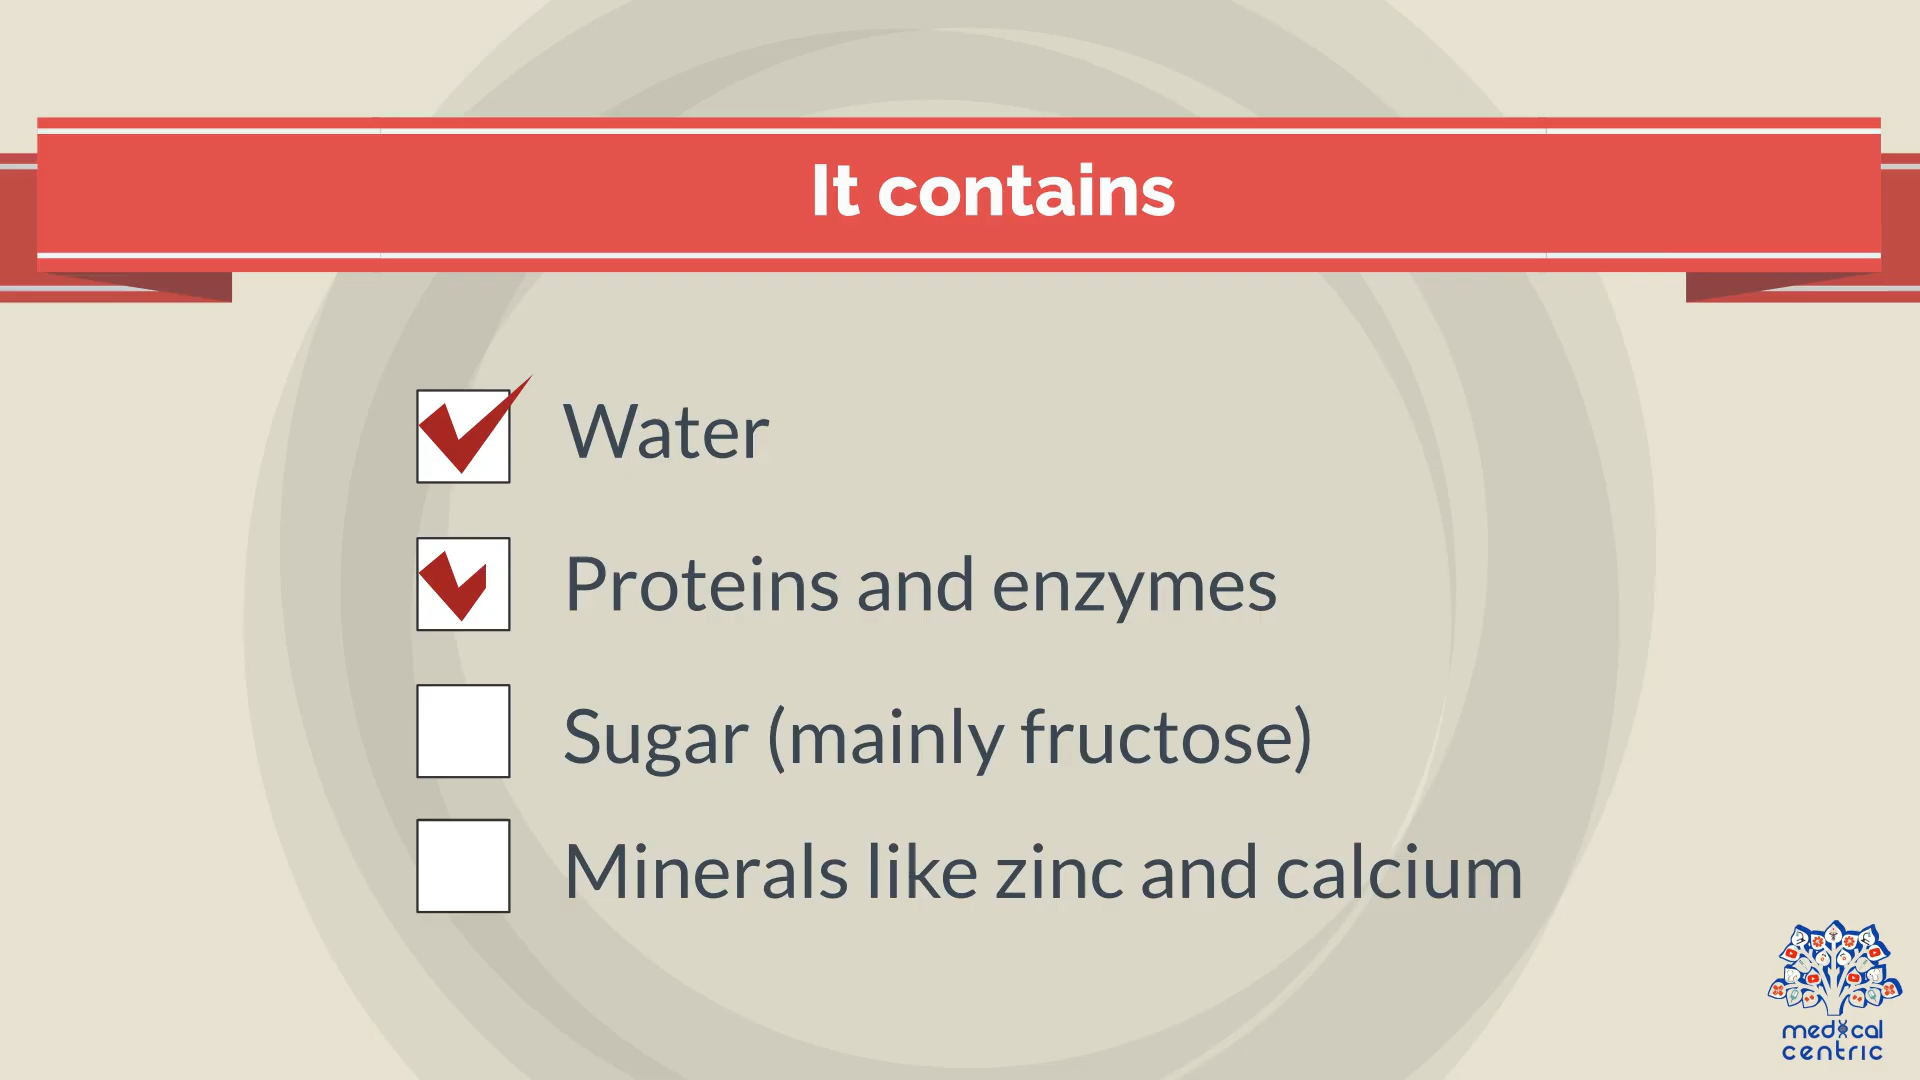 It contains
Water
Proteins and enzymes
Sugar (mainly fructose)
Minerals like zinc and calcium
medical
centric